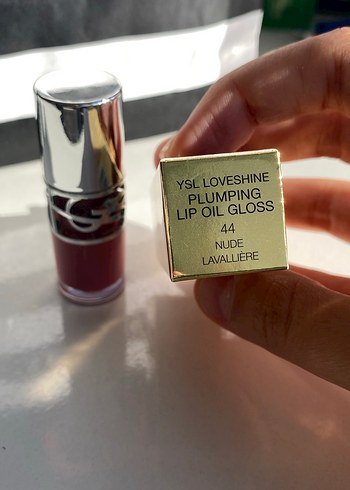 YSL LOVESHINE
PLUMPING
LIP OIL GLOSS
44
NUDE
LAVALLIÈRE